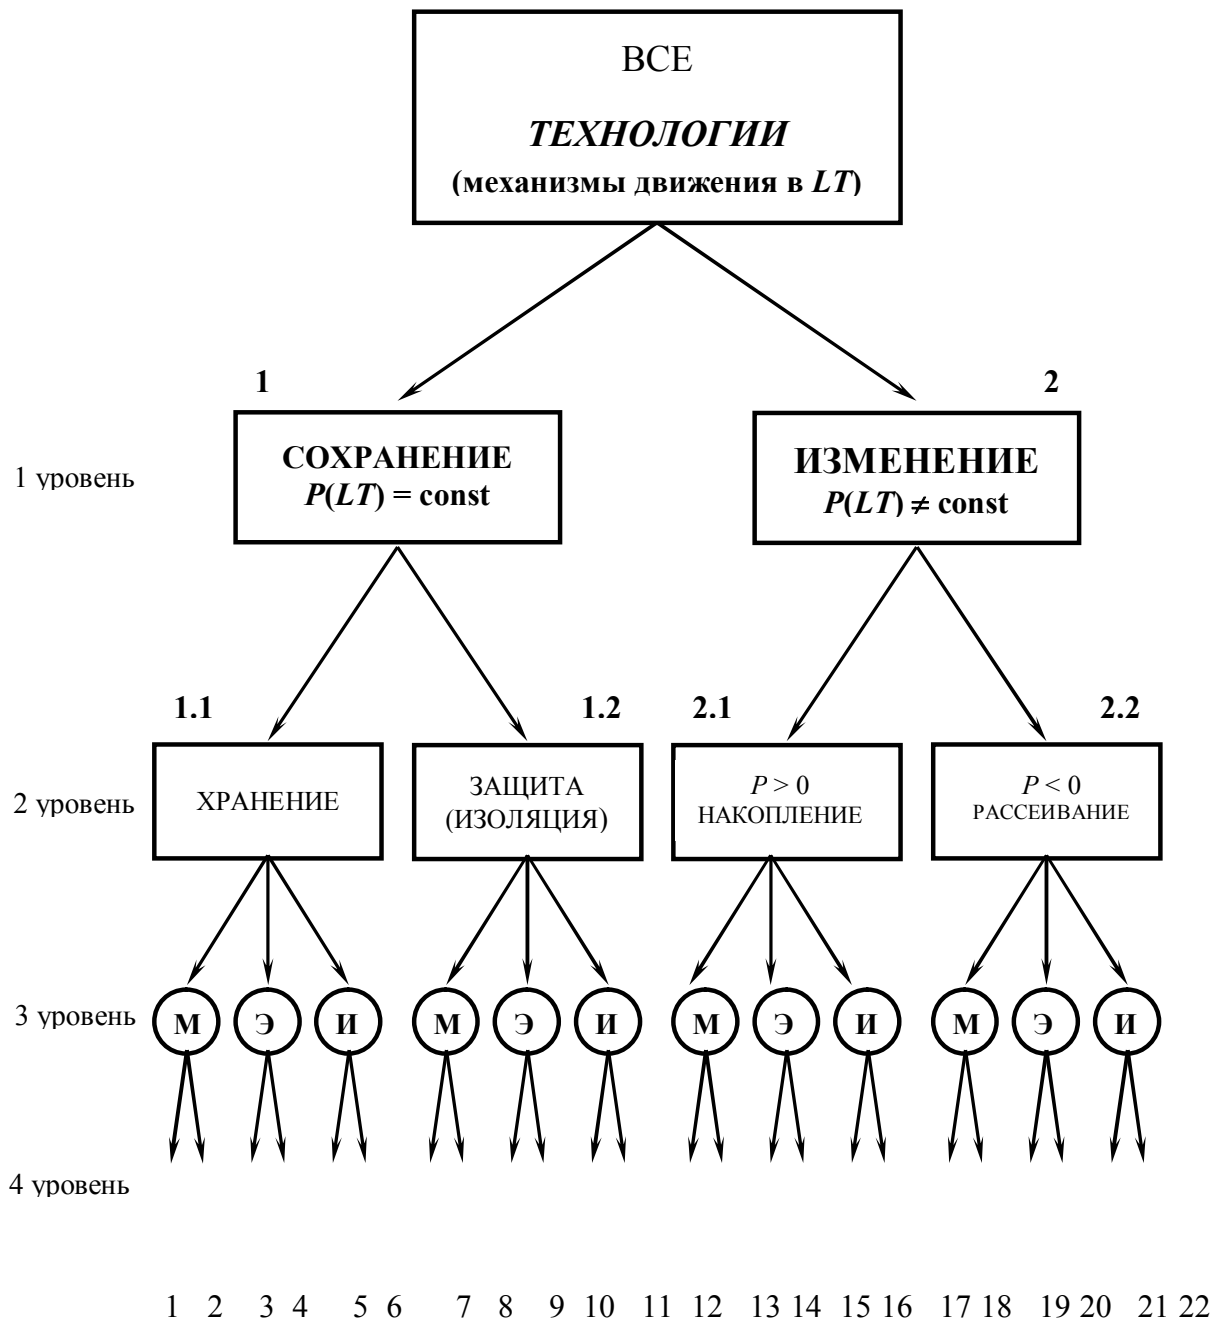 ВСЕ
ТЕХНОЛОГИИ
(механизмы движения в LT)
1
2
1 уровень
СОХРАНЕНИЕ
P(LT) = const
ИЗМЕНЕНИЕ
P(LT) ≠ const
1.1
1.2
2.1
2.2
2 уровень
ХРАНЕНИЕ
ЗАЩИТА
(ИЗОЛЯЦИЯ)
P > 0
НАКОПЛЕНИЕ
P < 0
РАССЕИВАНИЕ
3 уровень
М Э И М Э И М Э И М Э И
4 уровень
1 2 3 4 5 6 7 8 9 10 11 12 13 14 15 16 17 18 19 20 21 22